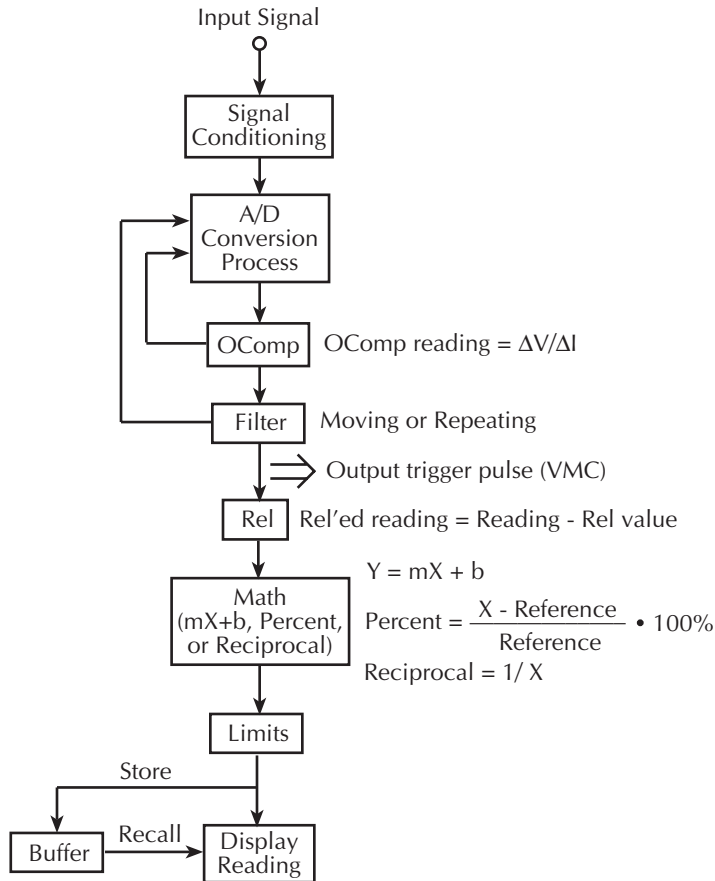 Input Signal
Signal
Conditioning
A/D
Conversion
Process
OComp
OComp reading = ΔV/ΔI
Filter
Moving or Repeating
Output trigger pulse (VMC)
Rel
Rel'ed reading = Reading - Rel value
Math
(mX+b, Percent,
or Reciprocal)
Y = mX + b
Percent = X - Reference / Reference • 100%
Reciprocal = 1/ X
Limits
Store
Buffer
Recall
Display
Reading